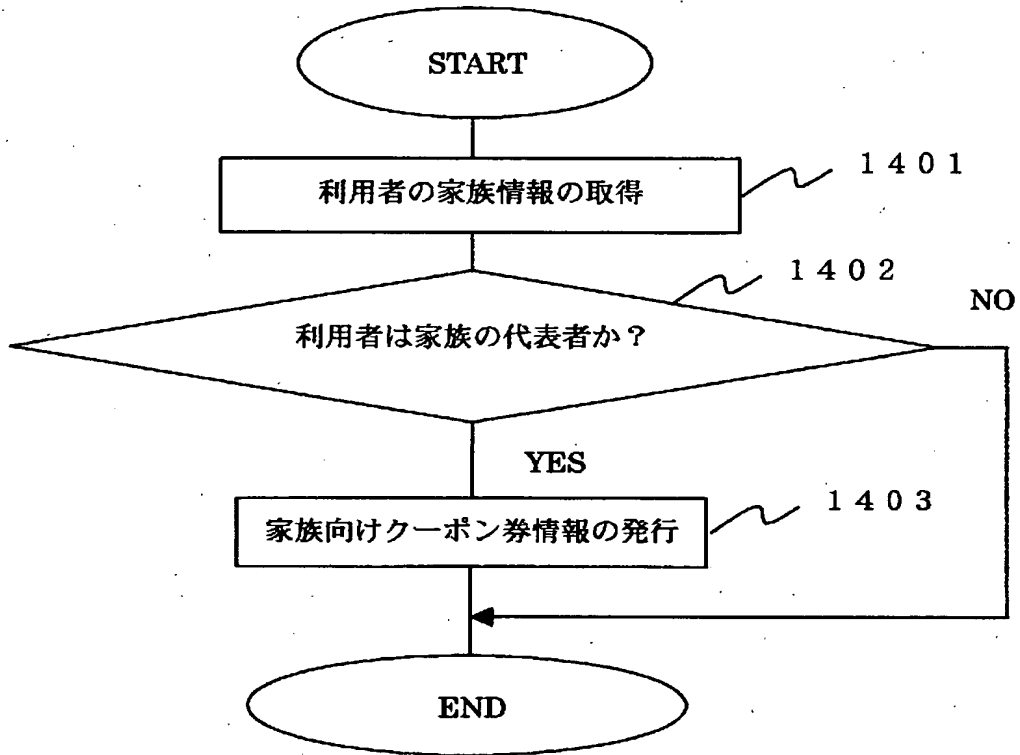 START
利用者の家族情報の取得
1401
1402
NO
利用者は家族の代表者か？
YES
1403
家族向けクーポン券情報の発行
END